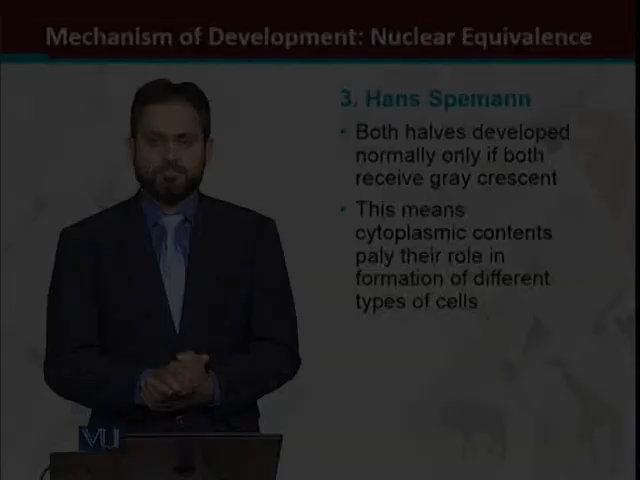 Mechanism of Development: Nuclear Equivalence
3. Hans Spemann
• Both halves developed
normally only if both
receive gray crescent
• This means
cytoplasmic contents
paly their role in
formation of different
types of cells
VU